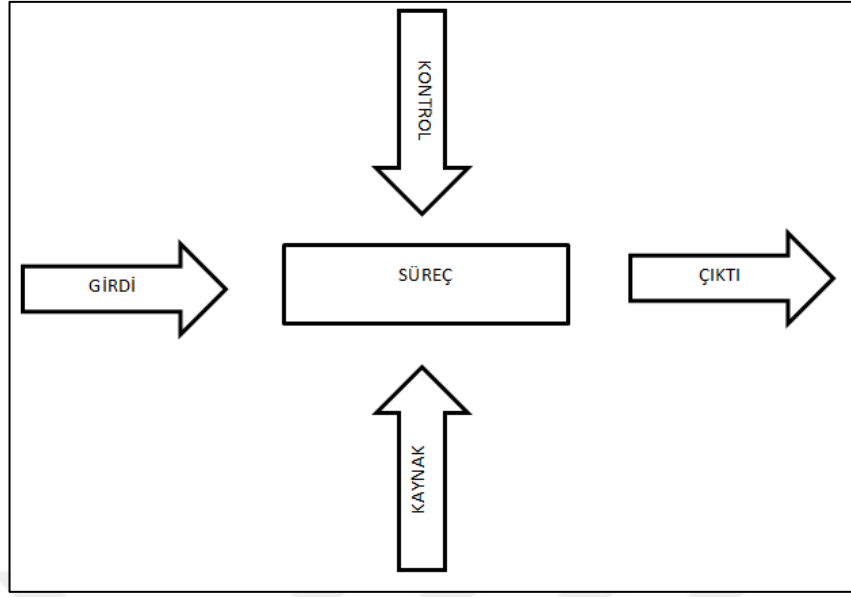 KONTROL
GİRDİ
SÜREÇ
ÇIKTI
KAYNAK